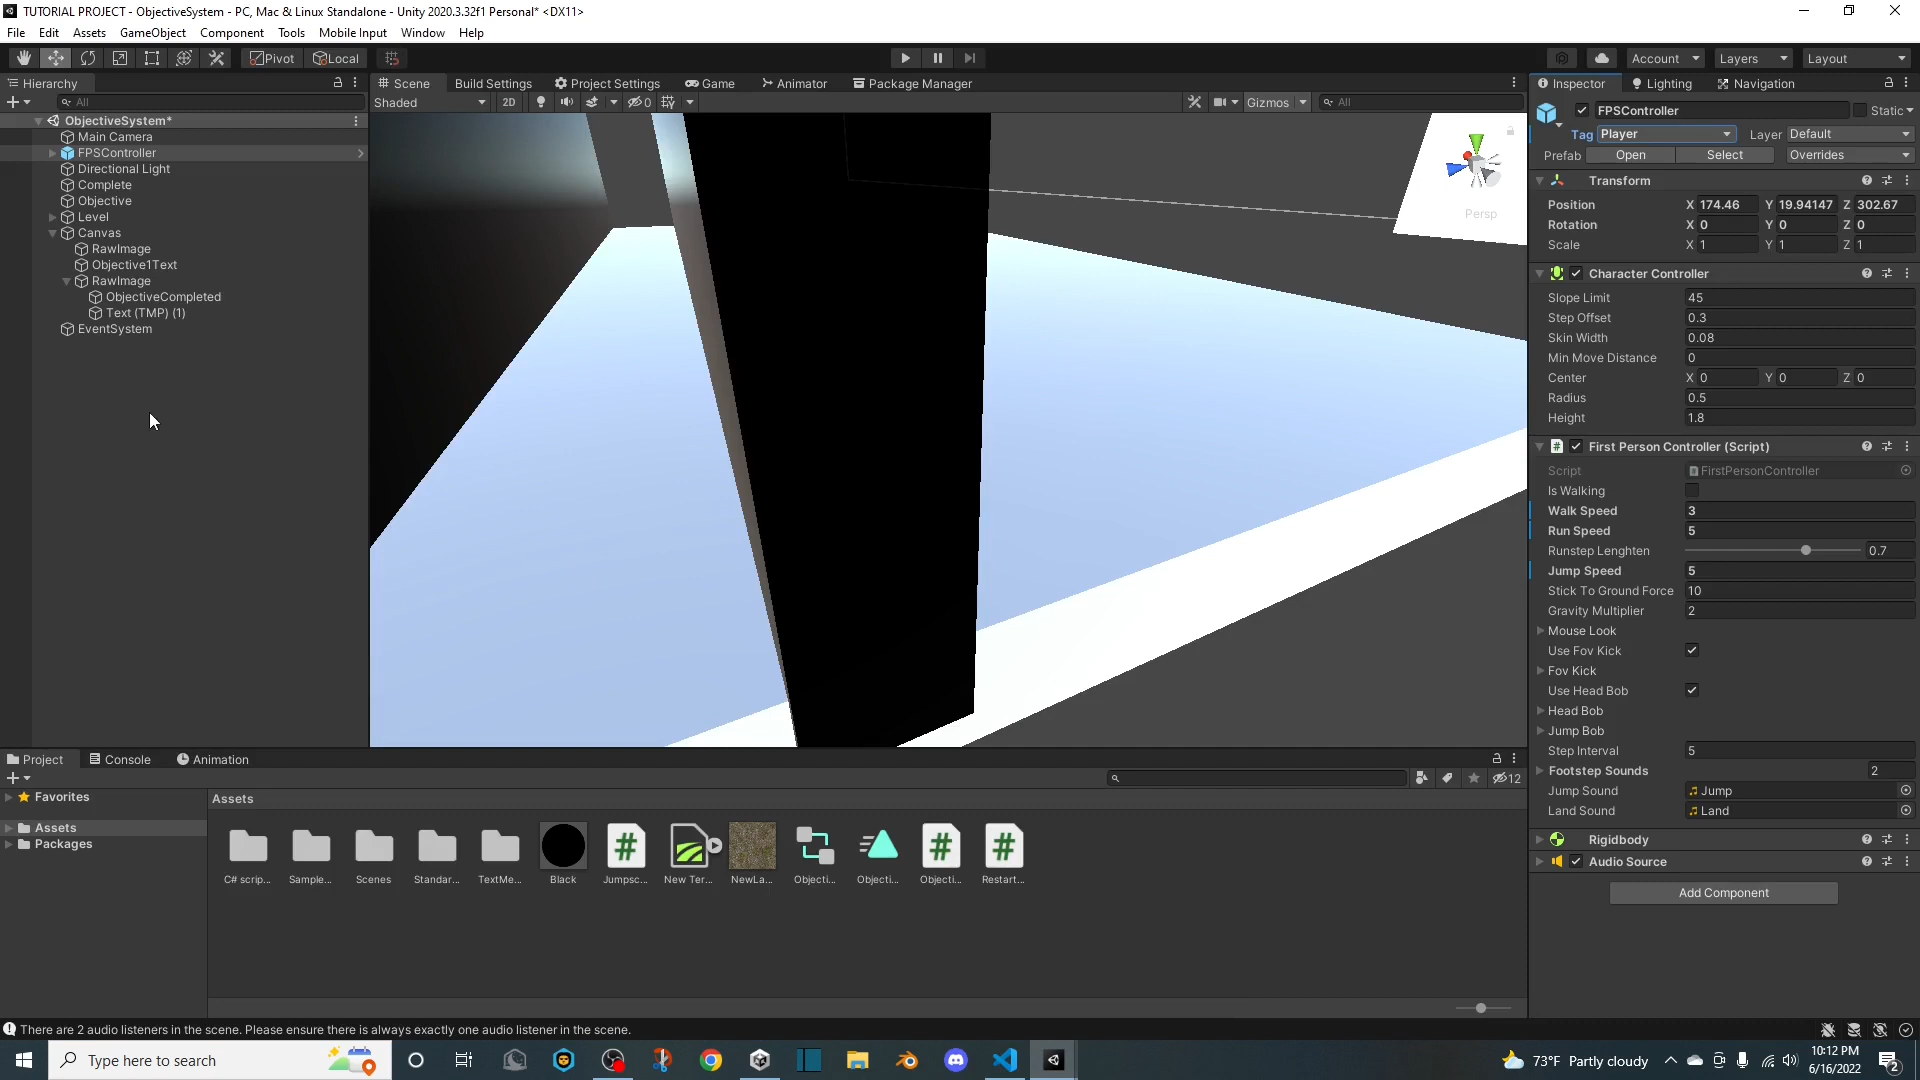 TUTORIAL PROJECT - ObjectiveSystem - PC, Mac & Linux Standalone - Unity 2020.3.32f1 Personal* <DX11>
File Edit Assets GameObject Component Tools Mobile Input Window Help
Pivot Local Account Layers Layout
Hierarchy
All
ObjectiveSystem*
Main Camera
FPSController
Directional Light
Complete
Objective
Level
Canvas
RawImage
Objective1Text
RawImage
ObjectiveCompleted
Text (TMP) (1)
EventSystem
Scene Build Settings Project Settings Game Animator Package Manager
Shaded 2D 0 Gizmos All
Persp
Inspector Lighting Navigation
FPSController Static
Tag Player Layer Default
Prefab Open Select Overrides
Transform
Position X 174.46 Y 19.94147 Z 302.67
Rotation X 0 Y 0 Z 0
Scale X 1 Y 1 Z 1
Character Controller
Slope Limit 45
Step Offset 0.3
Skin Width 0.08
Min Move Distance 0
Center X 0 Y 0 Z 0
Radius 0.5
Height 1.8
First Person Controller (Script)
Script FirstPersonController
Is Walking
Walk Speed 3
Run Speed 5
Runstep Lenghten 0.7
Jump Speed 5
Stick To Ground Force 10
Gravity Multiplier 2
Mouse Look
Use Fov Kick
Fov Kick
Use Head Bob
Head Bob
Jump Bob
Step Interval 5
Footstep Sounds 2
Jump Sound Jump
Land Sound Land
Rigidbody
Audio Source
Add Component
Project Console Animation
12
Favorites
Assets
Packages
Assets
C# scrip... Sample... Scenes Standar... TextMe... Black Jumpsc... New Ter... NewLa... Objecti... Objecti... Objecti... Restart...
There are 2 audio listeners in the scene. Please ensure there is always exactly one audio listener in the scene.
Type here to search
73°F Partly cloudy
10:12 PM
6/16/2022
2